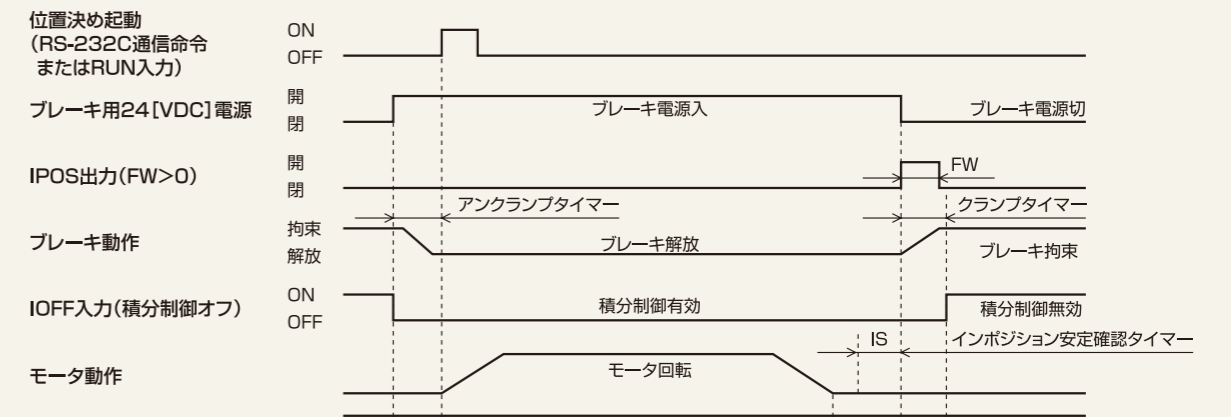 位置決め起動
(RS-232C通信命令
またはRUN入力)
ON
OFF
ブレーキ用24[VDC]電源
開
閉
ブレーキ電源入
ブレーキ電源切
IPOS出力(FW>0)
開
閉
FW
アンクランプタイマー
クランプタイマー
ブレーキ動作
拘束
解放
ブレーキ解放
ブレーキ拘束
IOFF入力(積分制御オフ)
ON
OFF
積分制御有効
積分制御無効
IS
インポジション安定確認タイマー
モータ動作
モータ回転